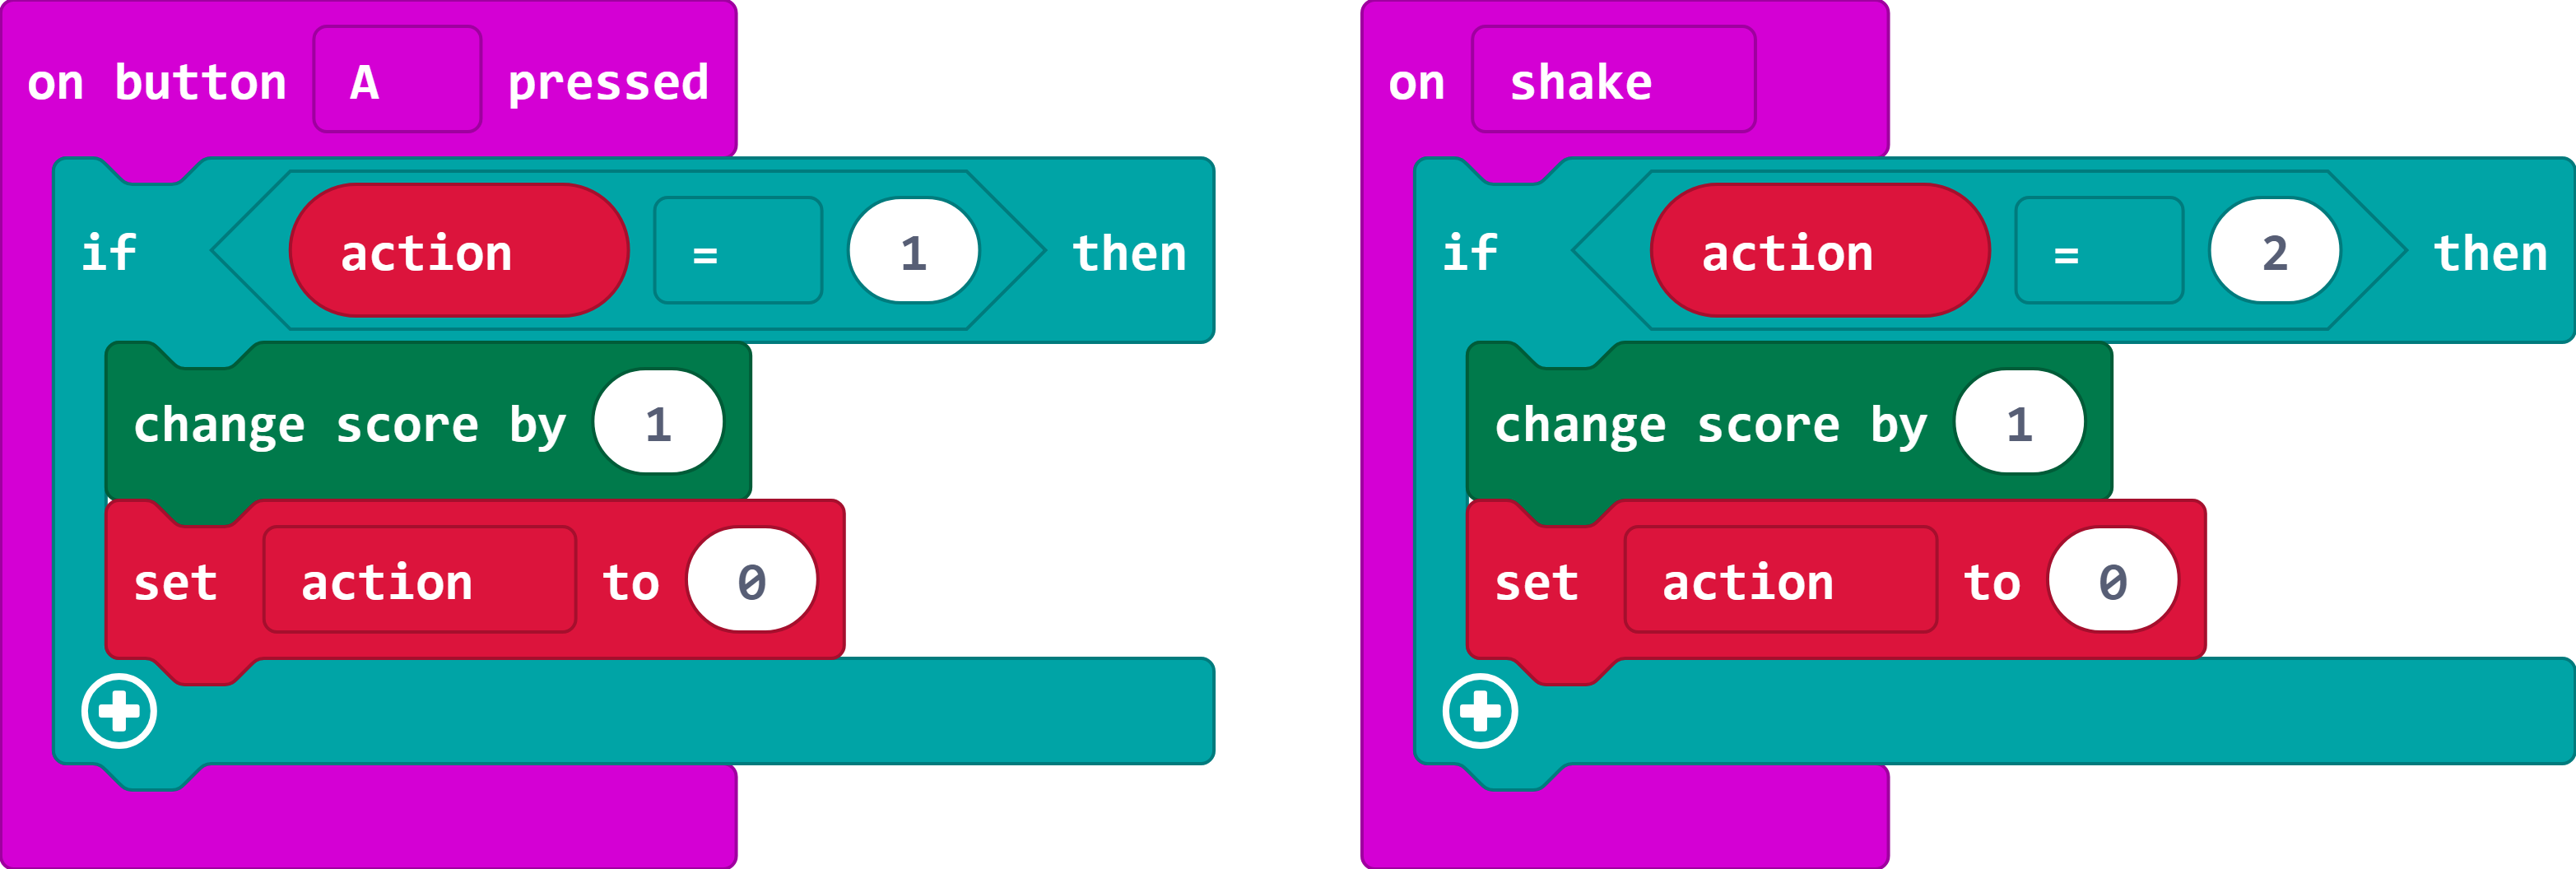 on button A pressed
if action = 1 then
change score by 1
set action to 0
on shake
if action = 2 then
change score by 1
set action to 0